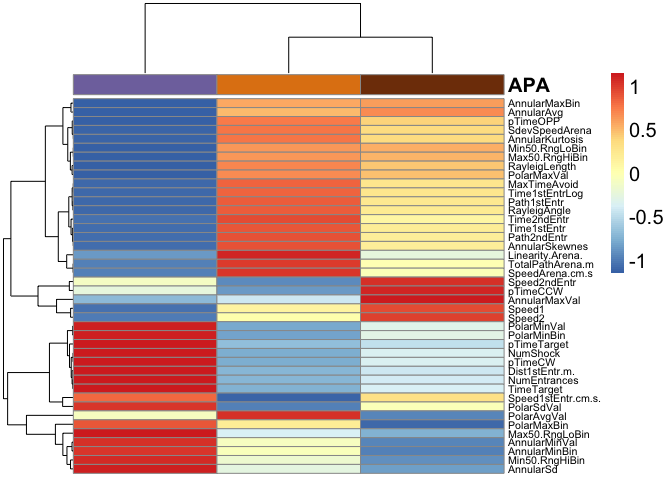 APA
AnnularMaxBin
AnnularAvg
pTimeOPP
SdevSpeedArena
AnnularKurtosis
Min50.RngLoBin
Max50.RngHiBin
RayleigLength
PolarMaxVal
MaxTimeAvoid
Time1stEntrLog
Path1stEntr
RayleigAngle
Time2ndEntr
Time1stEntr
Path2ndEntr
AnnularSkewnes
Linearity.Arena.
TotalPathArena.m
SpeedArena.cm.s
Speed2ndEntr
pTimeCCW
AnnularMaxVal
Speed1
Speed2
PolarMinVal
PolarMinBin
pTimeTarget
NumShock
pTimeCW
Dist1stEntr.m.
NumEntrances
TimeTarget
Speed1stEntr.cm.s.
PolarSdVal
PolarAvgVal
PolarMaxBin
Max50.RngLoBin
AnnularMinVal
AnnularMinBin
Min50.RngHiBin
AnnularSd
1
0.5
0
-0.5
-1